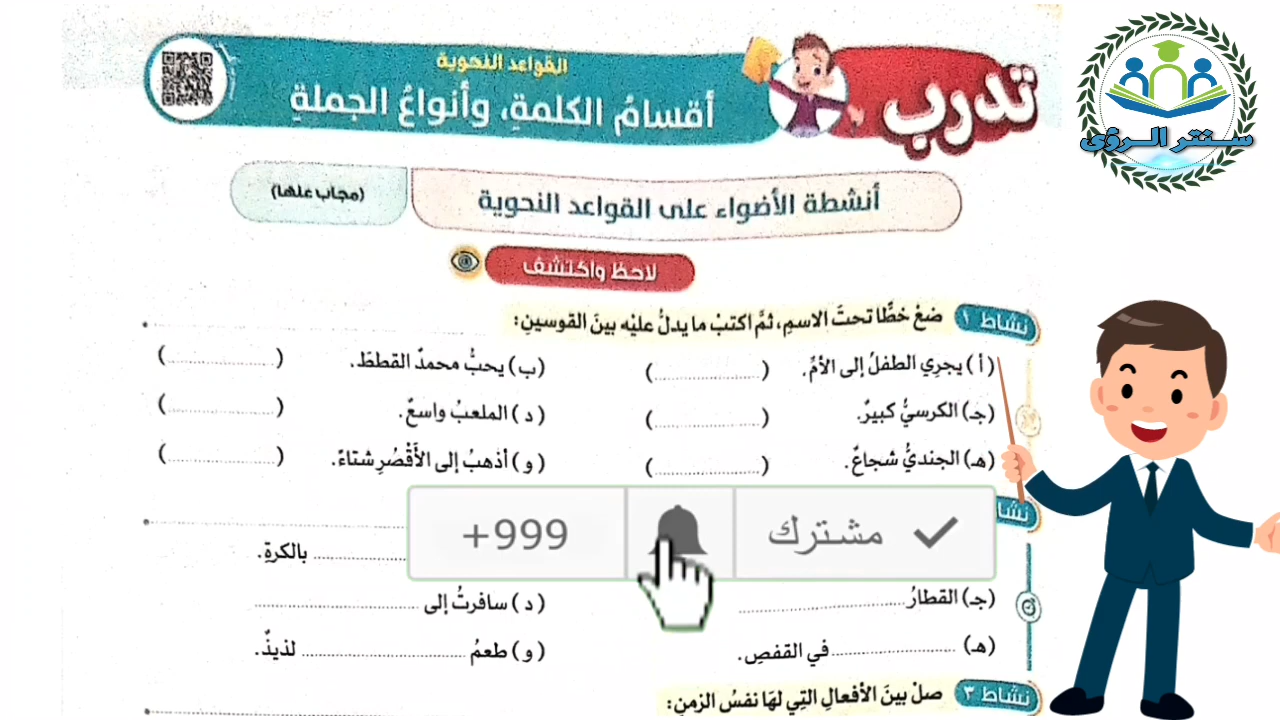 سنتر الرؤى
تدرب
القواعد النحوية
أقسامُ الكلمةِ، وأنواعُ الجملةِ
أنشطة الأضواء على القواعد النحوية
(مجاب عنها)
لاحظ واكتشف
نشاط ١ ضعْ خطًّا تحتَ الاسمِ، ثمَّ اكتبْ ما يدلُّ عليْه بينَ القوسينِ:
(أ) يجرِي الطفلُ إلى الأمِّ. (............) (ب) يحبُّ محمدٌ القططَ. (............)
(جـ) الكرسيُّ كبيرٌ. (............) (د) الملعبُ واسعٌ. (............)
(هـ) الجنديُّ شجاعٌ. (............) (و) أذهبُ إلى الأَقْصُرِ شتاءً. (............)
مشترك
+999
............ بالكرةِ.
(جـ) القطارُ ............ (د) سافرتُ إلى ............
(هـ) ............ في القفصِ. (و) طعمُ ............ لذيذٌ.
نشاط ٣ صلْ بينَ الأفعالِ التِي لهَا نفسُ الزمنِ: